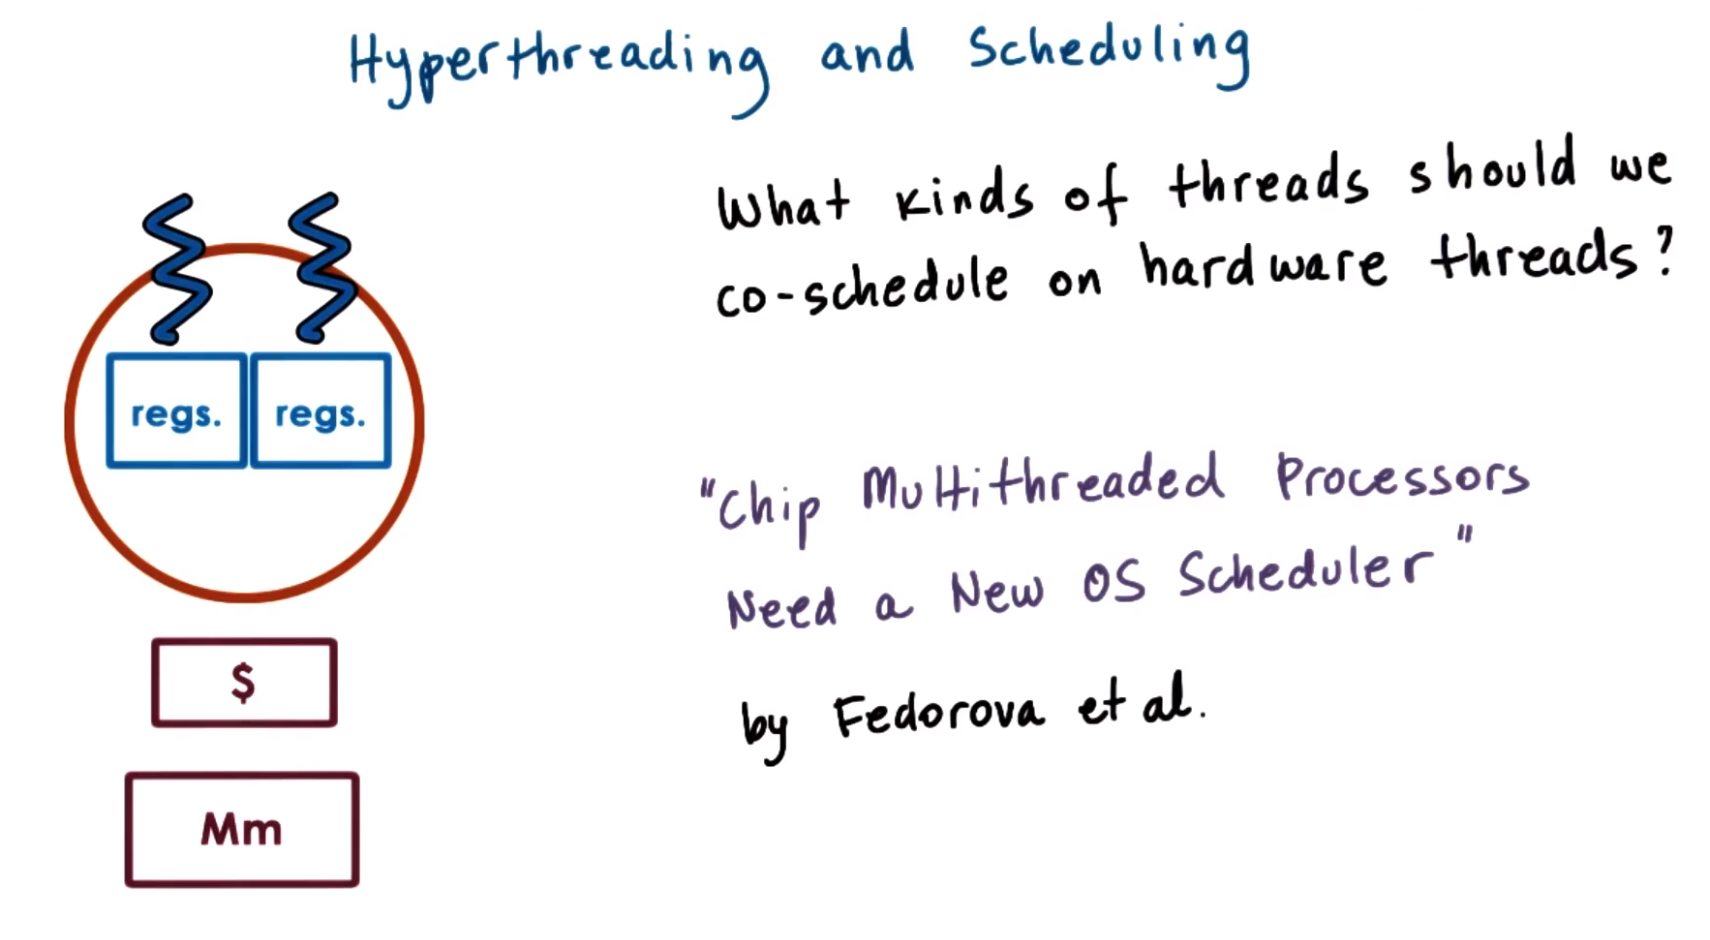 Hyperthreading and Scheduling
What kinds of threads should we
co-schedule on hardware threads?
regs. regs.
"Chip Multithreaded Processors
Need a New OS Scheduler"
by Fedorova et al.
$
Mm